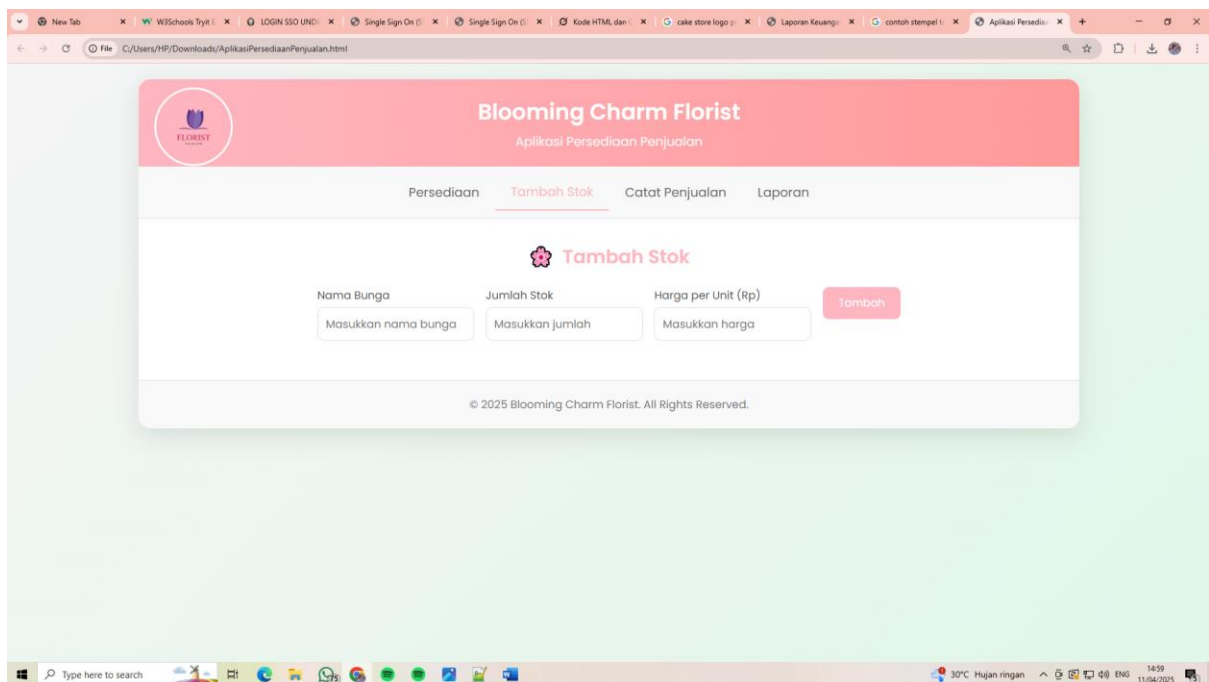 New Tab
W3Schools Tryit E
LOGIN SSO UNDI
Single Sign On (S
Single Sign On (S
Kode HTML dan C
cake store logo p
Laporan Keuanga
contoh stempel t
Aplikasi Persedia
File C:/Users/HP/Downloads/AplikasiPersediaanPenjualan.html
FLORIST
Blooming Charm Florist
Aplikasi Persediaan Penjualan
Persediaan Tambah Stok Catat Penjualan Laporan
🌸 Tambah Stok
Nama Bunga Jumlah Stok Harga per Unit (Rp)
Masukkan nama bunga Masukkan jumlah Masukkan harga Tambah
© 2025 Blooming Charm Florist. All Rights Reserved.
Type here to search
30°C Hujan ringan ENG 14:59
11/04/2025